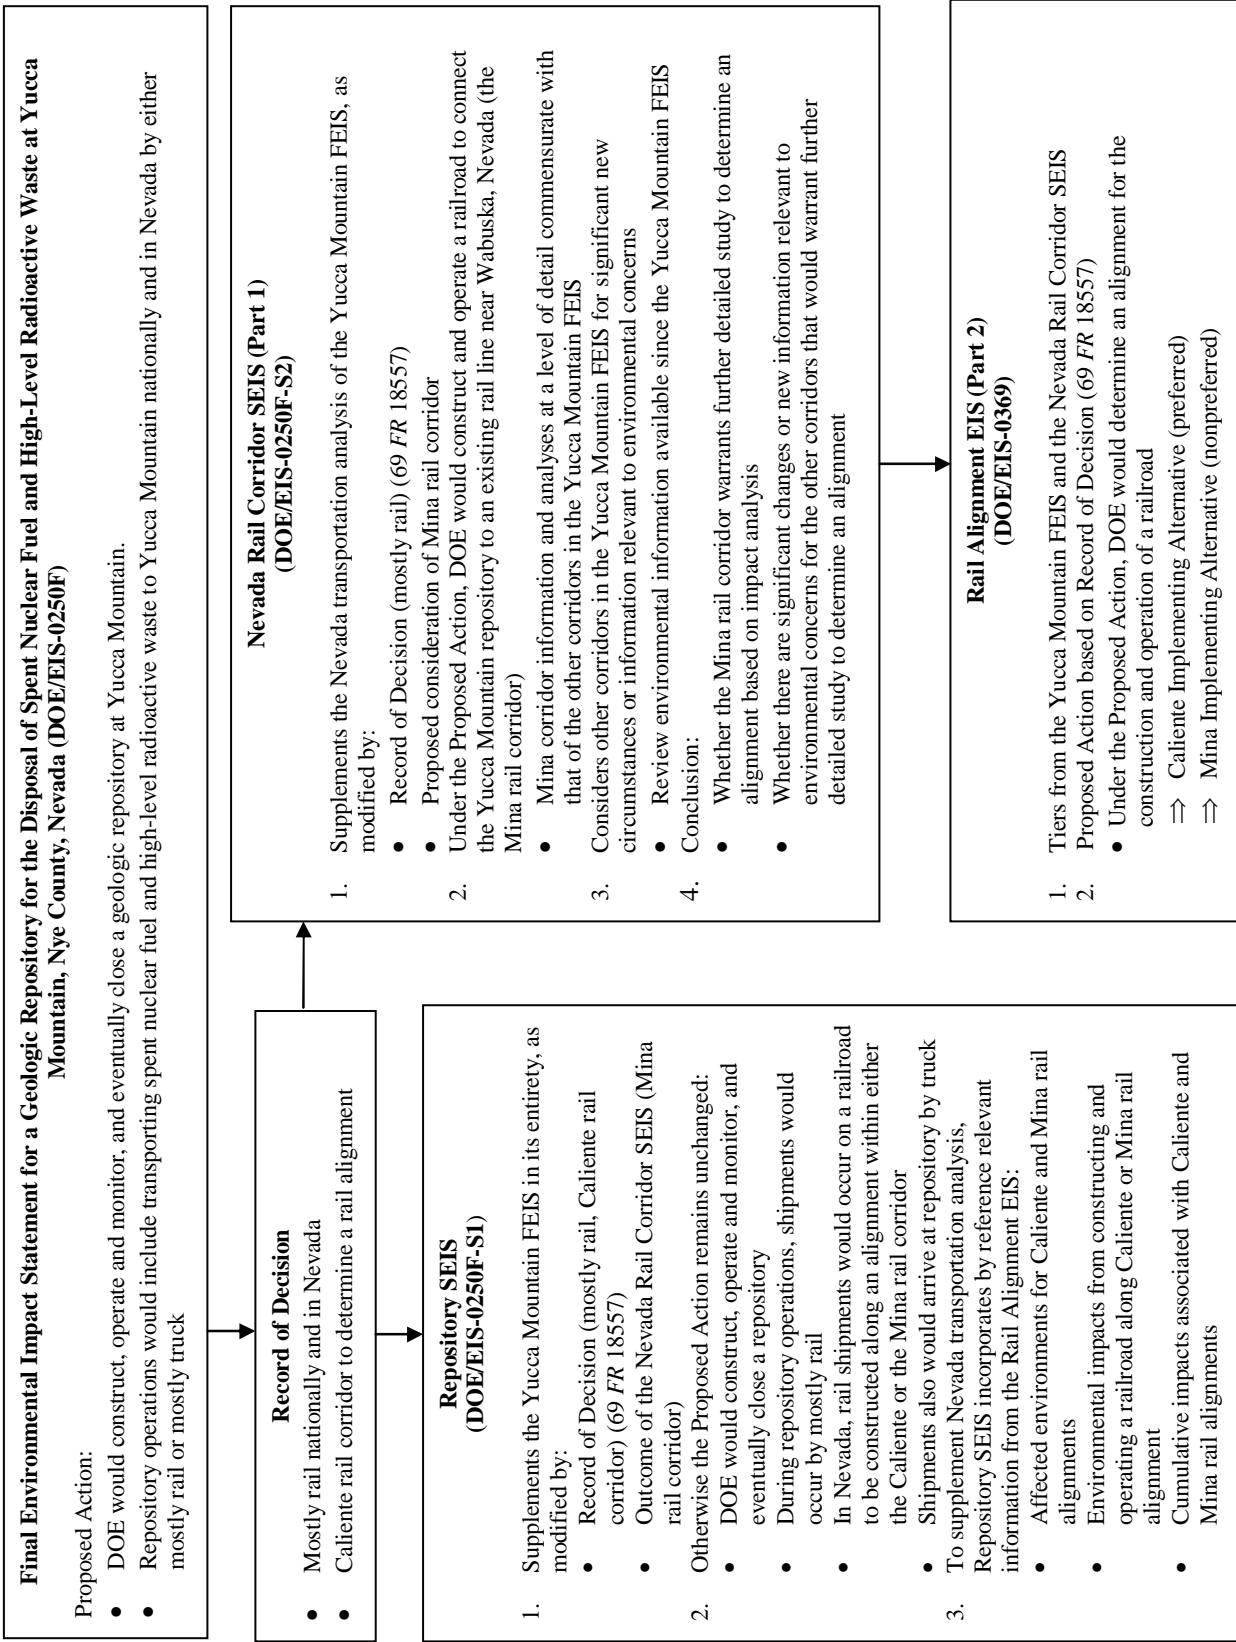 Final Environmental Impact Statement for a Geologic Repository for the Disposal of Spent Nuclear Fuel and High-Level Radioactive Waste at Yucca
Mountain, Nye County, Nevada (DOE/EIS-0250F)
Proposed Action:
● DOE would construct, operate and monitor, and eventually close a geologic repository at Yucca Mountain.
● Repository operations would include transporting spent nuclear fuel and high-level radioactive waste to Yucca Mountain nationally and in Nevada by either
mostly rail or mostly truck
Record of Decision
● Mostly rail nationally and in Nevada
● Caliente rail corridor to determine a rail alignment
Nevada Rail Corridor SEIS (Part 1)
(DOE/EIS-0250F-S2)
1. Supplements the Nevada transportation analysis of the Yucca Mountain FEIS, as
modified by:
● Record of Decision (mostly rail) (69 FR 18557)
● Proposed consideration of Mina rail corridor
2. Under the Proposed Action, DOE would construct and operate a railroad to connect
the Yucca Mountain repository to an existing rail line near Wabuska, Nevada (the
Mina rail corridor)
● Mina corridor information and analyses at a level of detail commensurate with
that of the other corridors in the Yucca Mountain FEIS
3. Considers other corridors in the Yucca Mountain FEIS for significant new
circumstances or information relevant to environmental concerns
● Review environmental information available since the Yucca Mountain FEIS
4. Conclusion:
● Whether the Mina rail corridor warrants further detailed study to determine an
alignment based on impact analysis
● Whether there are significant changes or new information relevant to
environmental concerns for the other corridors that would warrant further
detailed study to determine an alignment
Repository SEIS
(DOE/EIS-0250F-S1)
1. Supplements the Yucca Mountain FEIS in its entirety, as
modified by:
● Record of Decision (mostly rail, Caliente rail
corridor) (69 FR 18557)
● Outcome of the Nevada Rail Corridor SEIS (Mina
rail corridor)
2. Otherwise the Proposed Action remains unchanged:
● DOE would construct, operate and monitor, and
eventually close a repository
● During repository operations, shipments would
occur by mostly rail
● In Nevada, rail shipments would occur on a railroad
to be constructed along an alignment within either
the Caliente or the Mina rail corridor
● Shipments also would arrive at repository by truck
3. To supplement Nevada transportation analysis,
Repository SEIS incorporates by reference relevant
information from the Rail Alignment EIS:
● Affected environments for Caliente and Mina rail
alignments
● Environmental impacts from constructing and
operating a railroad along Caliente or Mina rail
alignment
● Cumulative impacts associated with Caliente and
Mina rail alignments
Rail Alignment EIS (Part 2)
(DOE/EIS-0369)
1. Tiers from the Yucca Mountain FEIS and the Nevada Rail Corridor SEIS
2. Proposed Action based on Record of Decision (69 FR 18557)
● Under the Proposed Action, DOE would determine an alignment for the
construction and operation of a railroad
⇒ Caliente Implementing Alternative (preferred)
⇒ Mina Implementing Alternative (nonpreferred)